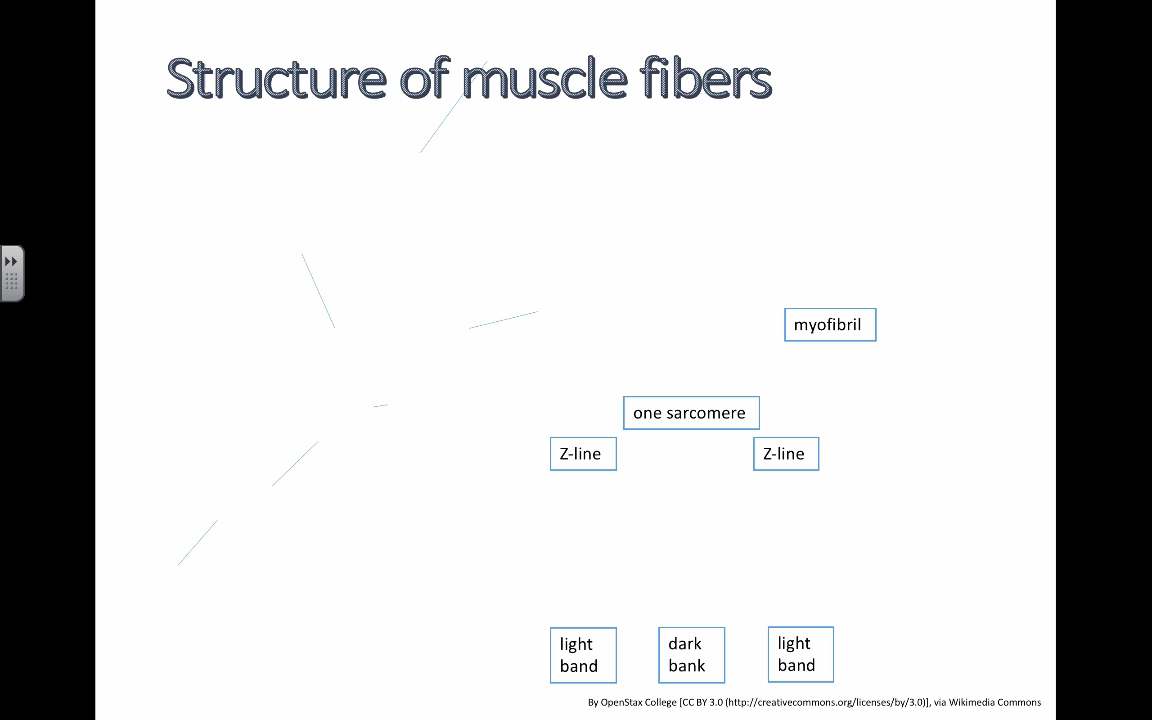 Structure of muscle fibers
myofibril
one sarcomere
Z-line
Z-line
light
band
dark
bank
light
band
By OpenStax College [CC BY 3.0 (http://creativecommons.org/licenses/by/3.0)], via Wikimedia Commons